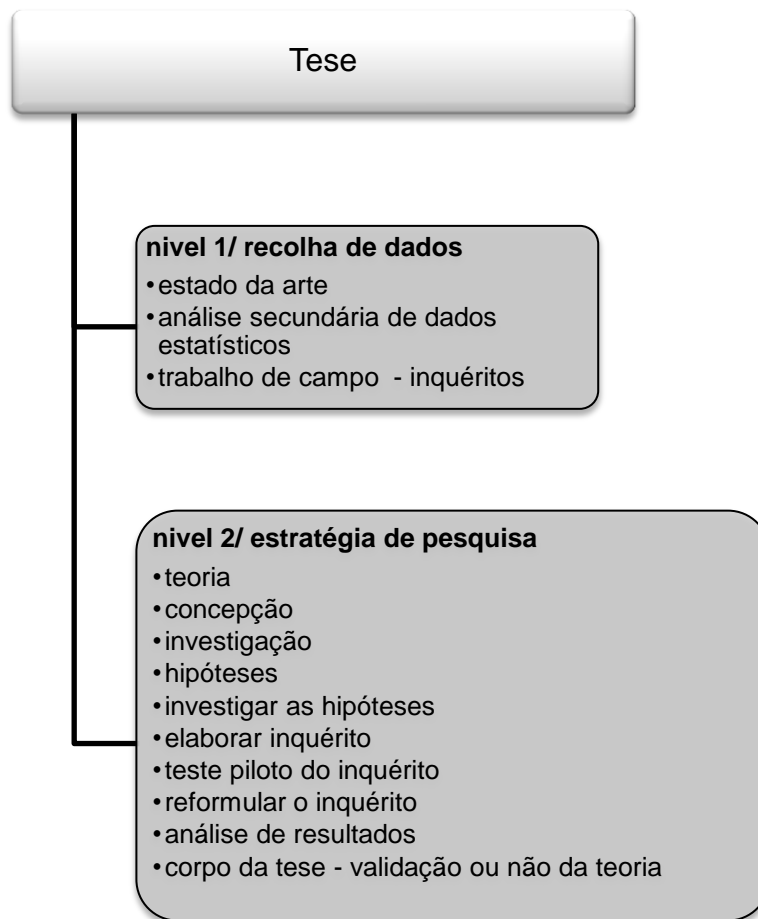 Tese
nivel 1/ recolha de dados
•estado da arte
•análise secundária de dados
estatísticos
•trabalho de campo - inquéritos
nivel 2/ estratégia de pesquisa
•teoria
•concepção
•investigação
•hipóteses
•investigar as hipóteses
•elaborar inquérito
•teste piloto do inquérito
•reformular o inquérito
•análise de resultados
•corpo da tese - validação ou não da teoria